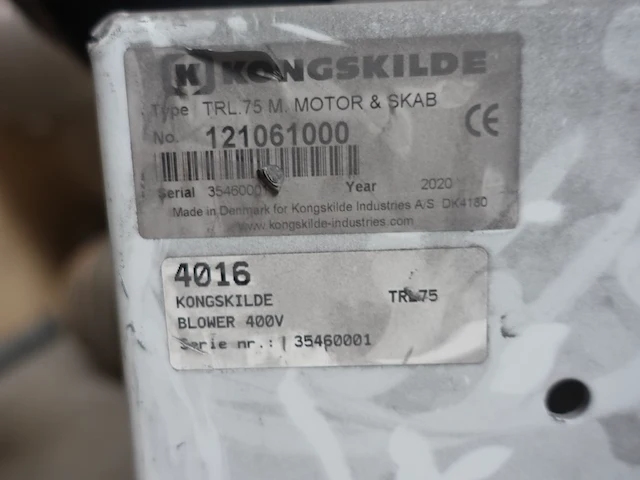 K KONGSKILDE
Type TRL.75 M. MOTOR & SKAB
No. 121061000 CE
Serial 3546000 Year 2020
Made in Denmark for Kongskilde Industries A/S DK4180
www.kongskilde-industries.com
4016
KONGSKILDE TRL75
BLOWER 400V
Serie nr.: 35460001